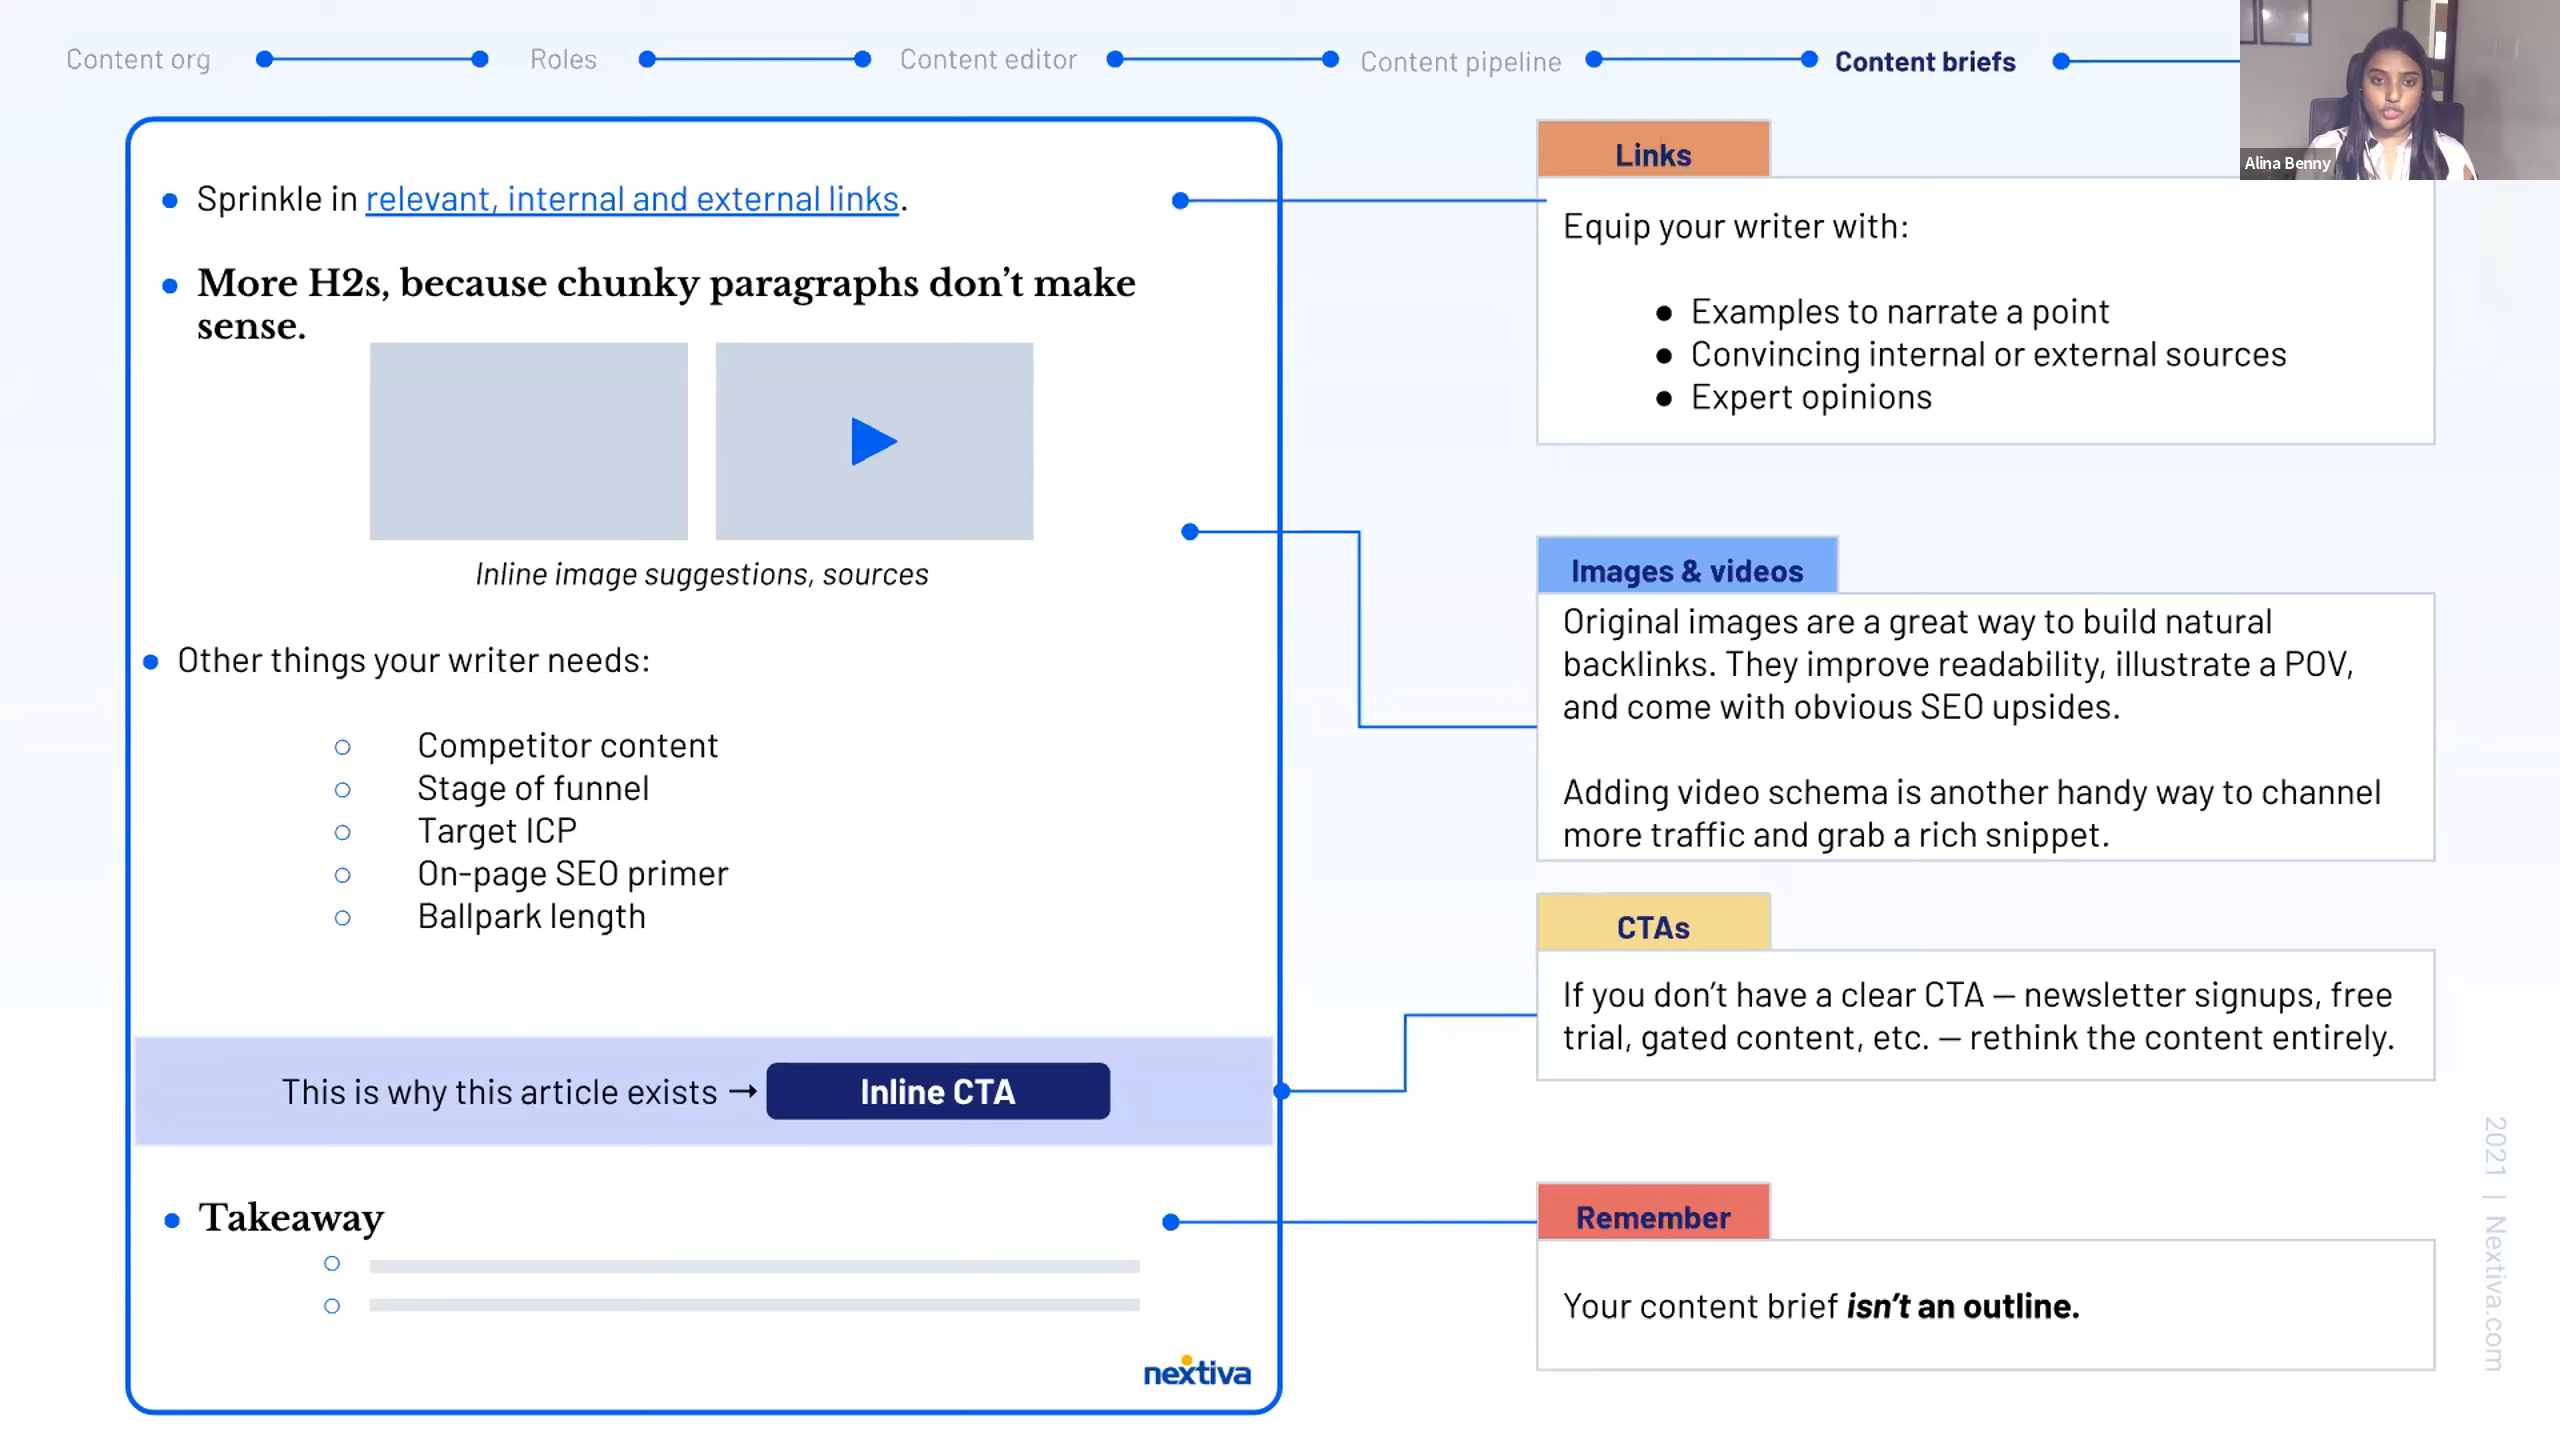 Content org
Roles
Content editor
Content pipeline
Content briefs
Alina Benny
• Sprinkle in relevant, internal and external links.
• More H2s, because chunky paragraphs don’t make
sense.
Inline image suggestions, sources
• Other things your writer needs:
○ Competitor content
○ Stage of funnel
○ Target ICP
○ On-page SEO primer
○ Ballpark length
This is why this article exists → Inline CTA
• Takeaway
nextiva
Links
Equip your writer with:
● Examples to narrate a point
● Convincing internal or external sources
● Expert opinions
Images & videos
Original images are a great way to build natural
backlinks. They improve readability, illustrate a POV,
and come with obvious SEO upsides.
Adding video schema is another handy way to channel
more traffic and grab a rich snippet.
CTAs
If you don’t have a clear CTA — newsletter signups, free
trial, gated content, etc. — rethink the content entirely.
Remember
Your content brief isn’t an outline.
2021 | Nextiva.com